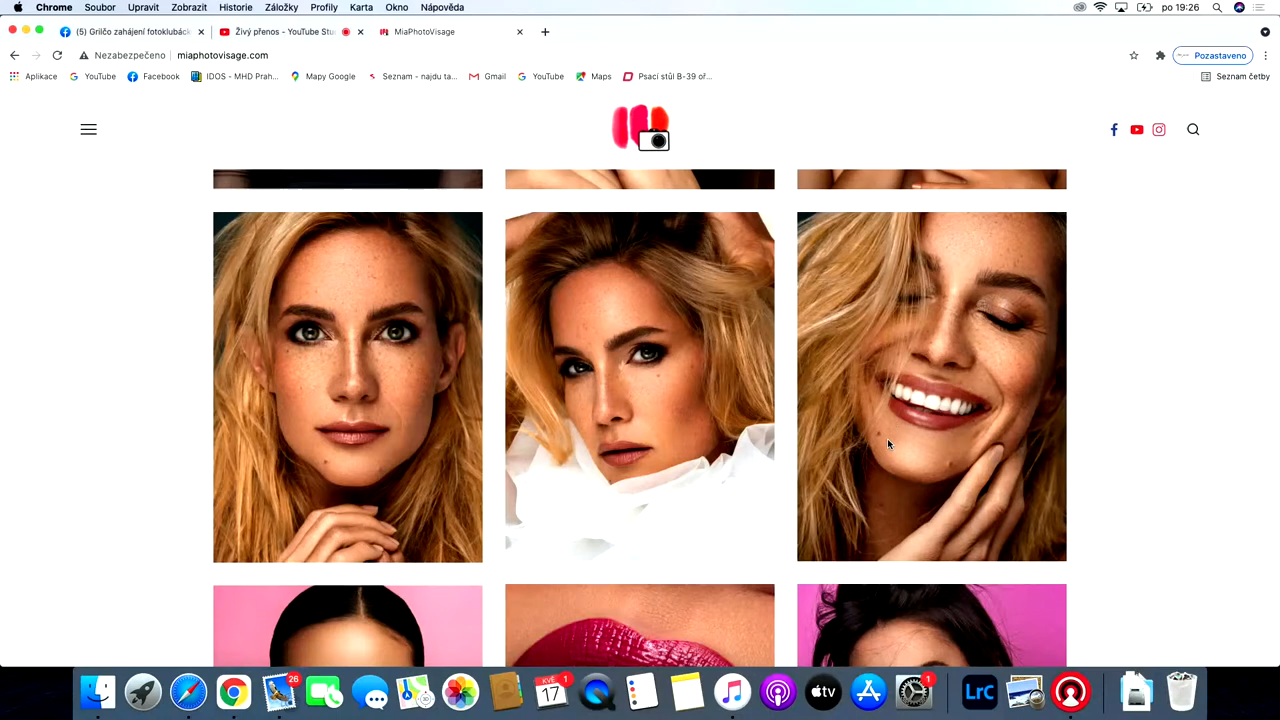 Chrome Soubor Upravit Zobrazit Historie Záložky Profily Karta Okno Nápověda po 19:26
(5) Grilčo zahájení fotoklubáck Živý přenos - YouTube Stu MiaPhotoVisage
Nezabezpečeno miaphotovisage.com Pozastaveno
Aplikace YouTube Facebook IDOS - MHD Prah... Mapy Google Seznam - najdu ta... Gmail YouTube Maps Psací stůl B-39 oř... Seznam četby
26 KVĚ 17 1 tv LrC 1